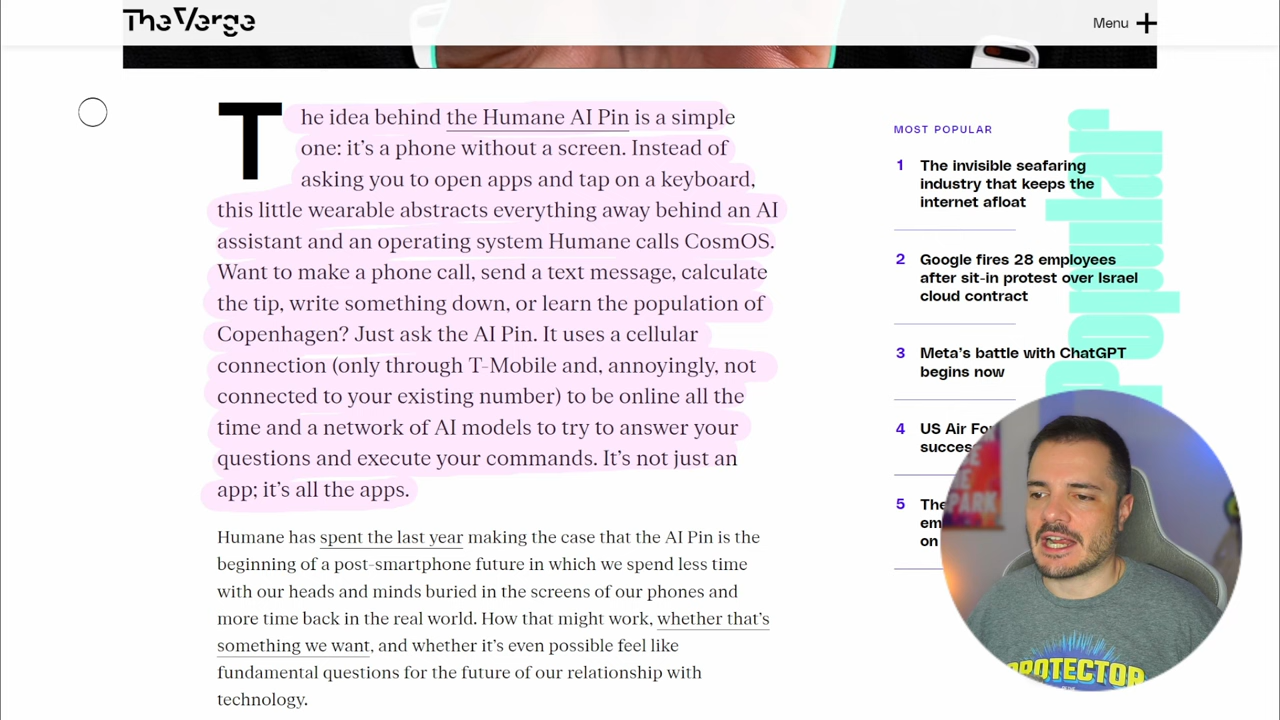 The Verge
Menu
The idea behind the Humane AI Pin is a simple
one: it’s a phone without a screen. Instead of
asking you to open apps and tap on a keyboard,
this little wearable abstracts everything away behind an AI
assistant and an operating system Humane calls CosmOS.
Want to make a phone call, send a text message, calculate
the tip, write something down, or learn the population of
Copenhagen? Just ask the AI Pin. It uses a cellular
connection (only through T-Mobile and, annoyingly, not
connected to your existing number) to be online all the
time and a network of AI models to try to answer your
questions and execute your commands. It’s not just an
app; it’s all the apps.
Humane has spent the last year making the case that the AI Pin is the
beginning of a post-smartphone future in which we spend less time
with our heads and minds buried in the screens of our phones and
more time back in the real world. How that might work, whether that’s
something we want, and whether it’s even possible feel like
fundamental questions for the future of our relationship with
technology.
MOST POPULAR
1 The invisible seafaring
industry that keeps the
internet afloat
2 Google fires 28 employees
after sit-in protest over Israel
cloud contract
3 Meta’s battle with ChatGPT
begins now
4 US Air
5 The
on
Popular
THE
SPARK
PROTECTOR